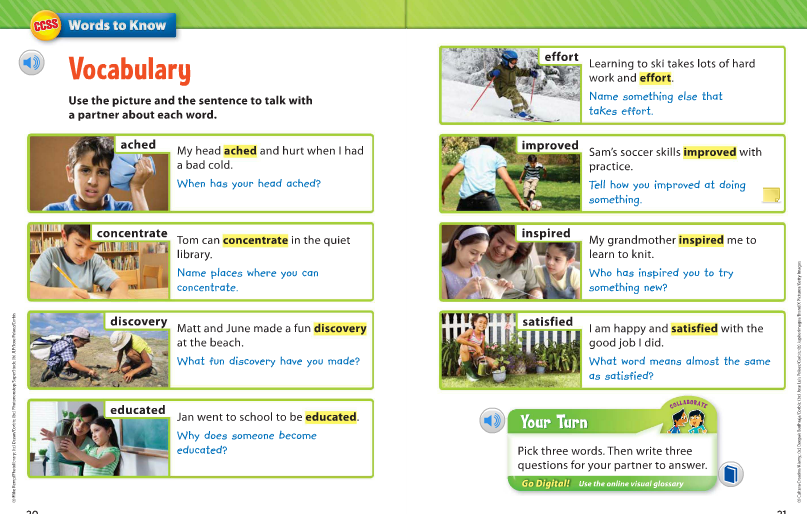 CCSS Words to Know
Vocabulary
Use the picture and the sentence to talk with
a partner about each word.
ached
My head ached and hurt when I had
a bad cold.
When has your head ached?
concentrate
Tom can concentrate in the quiet
library.
Name places where you can
concentrate.
discovery
Matt and June made a fun discovery
at the beach.
What fun discovery have you made?
educated
Jan went to school to be educated.
Why does someone become
educated?
20
effort
Learning to ski takes lots of hard
work and effort.
Name something else that
takes effort.
improved
Sam's soccer skills improved with
practice.
Tell how you improved at doing
something.
inspired
My grandmother inspired me to
learn to knit.
Who has inspired you to try
something new?
satisfied
I am happy and satisfied with the
good job I did.
What word means almost the same
as satisfied?
COLLABORATE
Your Turn
Pick three words. Then write three
questions for your partner to answer.
Go Digital! Use the online visual glossary
21